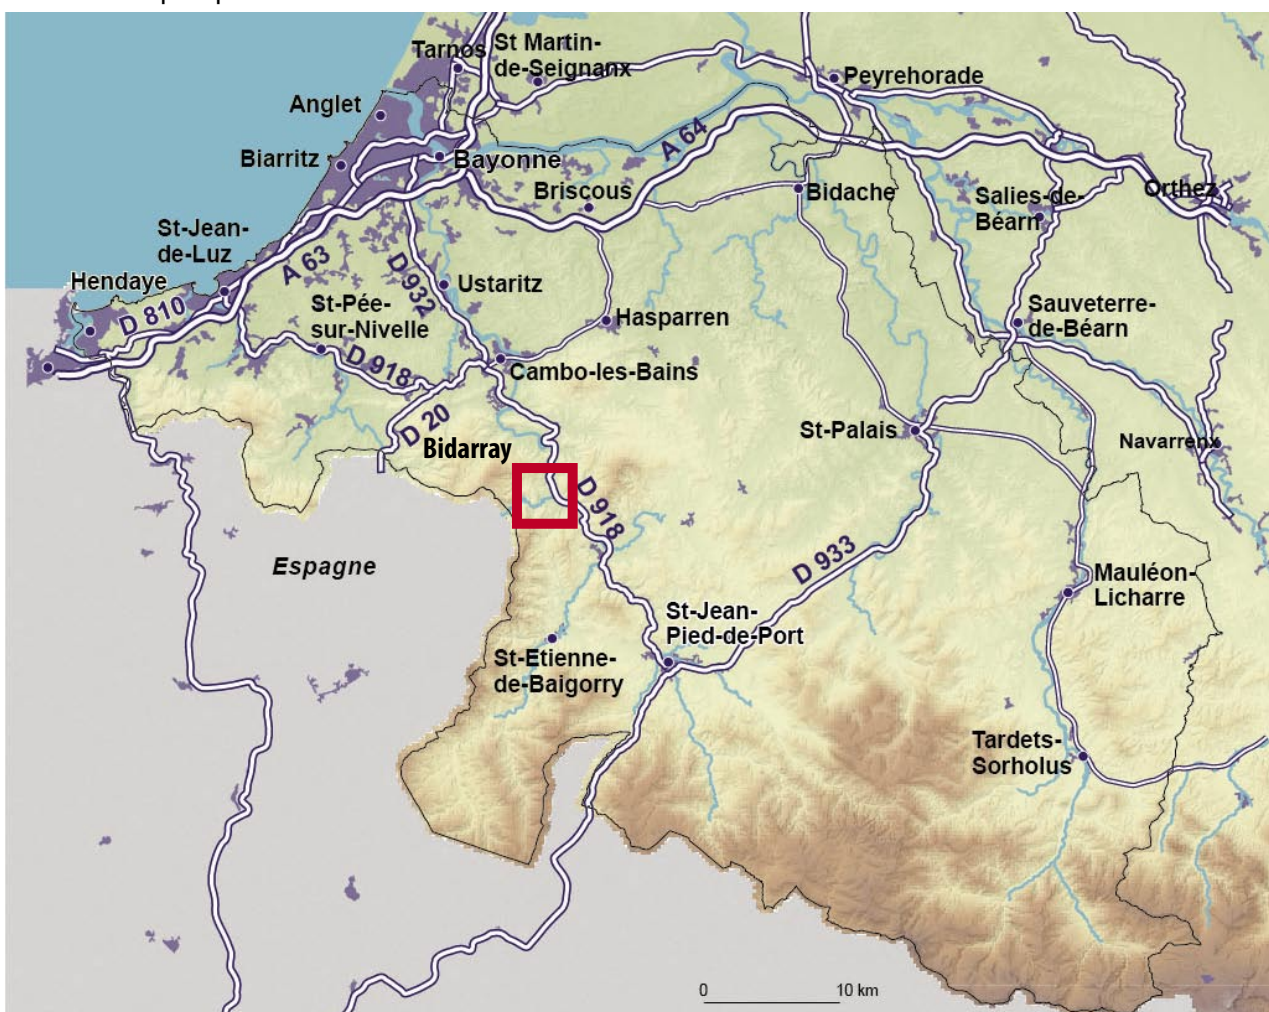 Tarnos
St Martin-
de-Seignanx
Peyrehorade
Anglet
Biarritz
Bayonne
A 64
Briscous
Bidache
Salies-de-
Béarn
Orthez
St-Jean-
de-Luz
Hendaye
A 63
D 810
D 932
Ustaritz
St-Pée-
sur-Nivelle
Hasparren
Sauveterre-
de-Béarn
D 918
Cambo-les-Bains
D 20
Bidarray
St-Palais
Navarrenx
D 918
Espagne
D 933
Mauléon-
Licharre
St-Jean-
Pied-de-Port
St-Etienne-
de-Baigorry
Tardets-
Sorholus
0 10 km